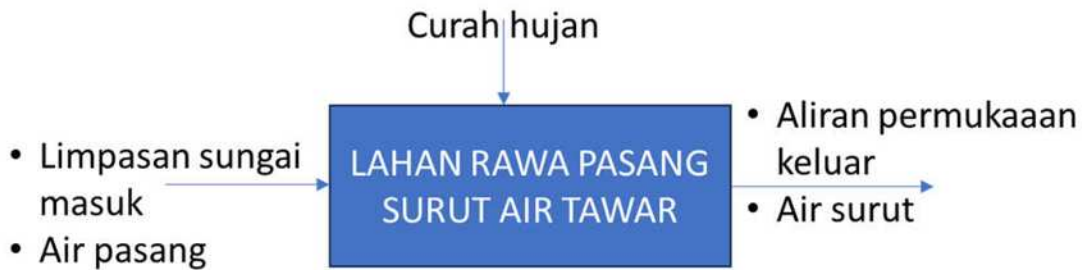 Curah hujan
• Limpasan sungai
masuk
• Air pasang
LAHAN RAWA PASANG
SURUT AIR TAWAR
• Aliran permukaaan
keluar
• Air surut